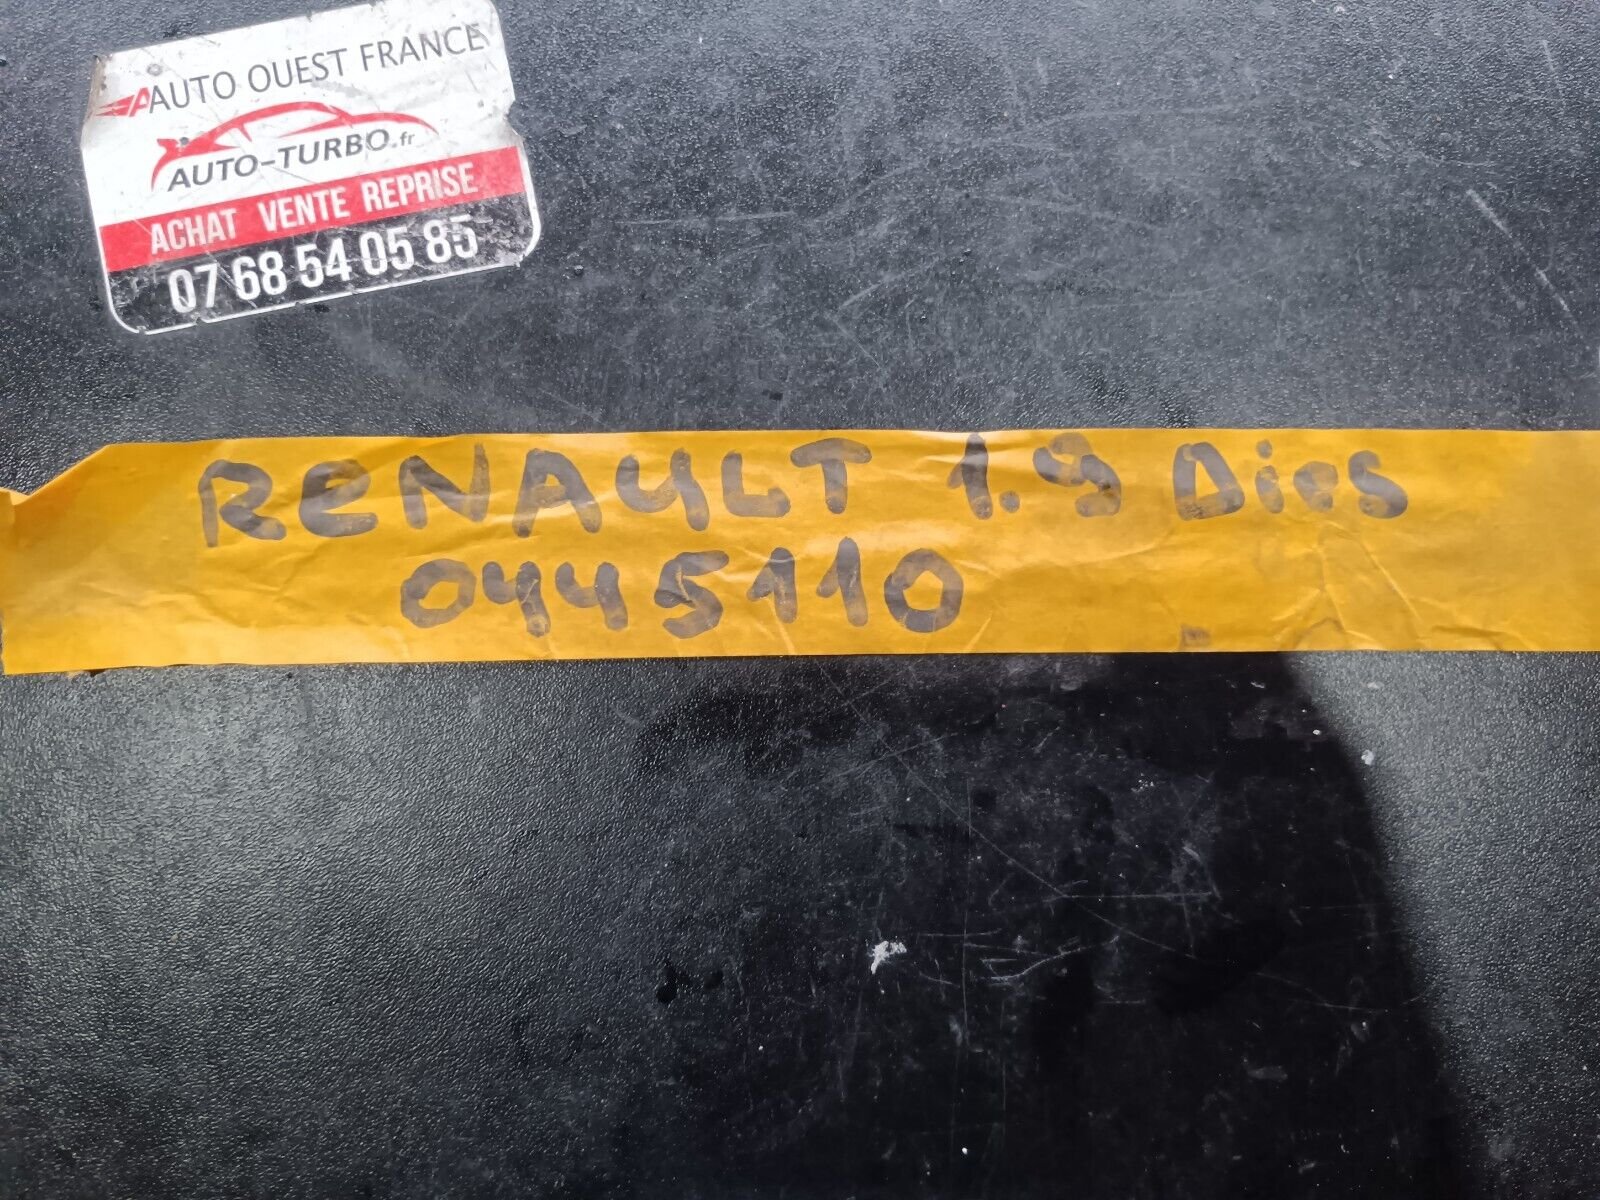 AUTO OUEST FRANCE
AUTO-TURBO.fr
ACHAT VENTE REPRISE
07 68 54 05 85
RENAULT 1.9 Dies
0445110